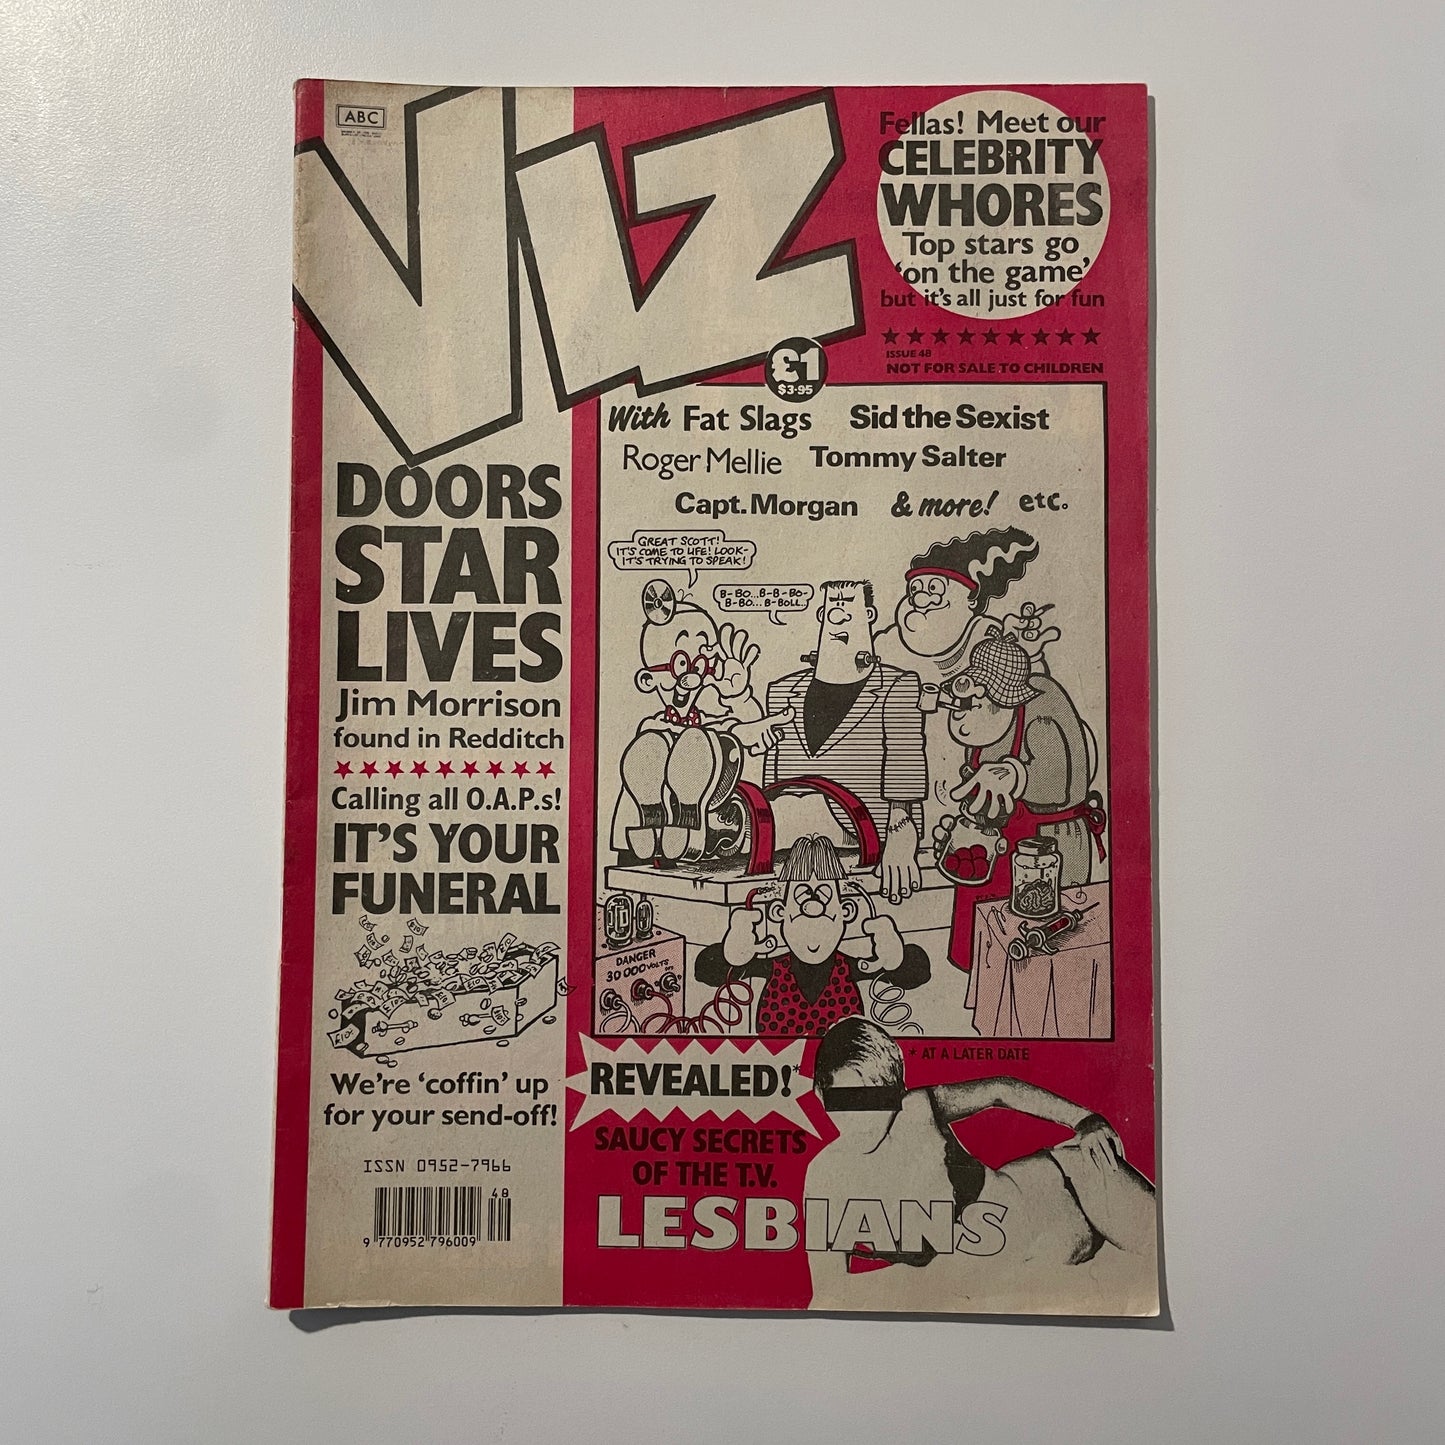 ABC
VIZ
Fellas! Meet our
CELEBRITY
WHORES
Top stars go
'on the game'
but it's all just for fun
ISSUE 48
NOT FOR SALE TO CHILDREN
£1
$3·95
With Fat Slags Sid the Sexist
Roger Mellie Tommy Salter
Capt. Morgan & more! etc.
DOORS
STAR
LIVES
Jim Morrison
found in Redditch
Calling all O.A.P.s!
IT'S YOUR
FUNERAL
£10
We're 'coffin' up
for your send-off!
ISSN 0952-7966
48
9 770952 796009
GREAT SCOTT!
IT'S COME TO LIFE! LOOK-
IT'S TRYING TO SPEAK!
B-BO...B-B-BO-
B-BO...B-BOLL..
DANGER
30 000 VOLTS
OFF
* AT A LATER DATE
REVEALED!*
SAUCY SECRETS
OF THE T.V.
LESBIANS